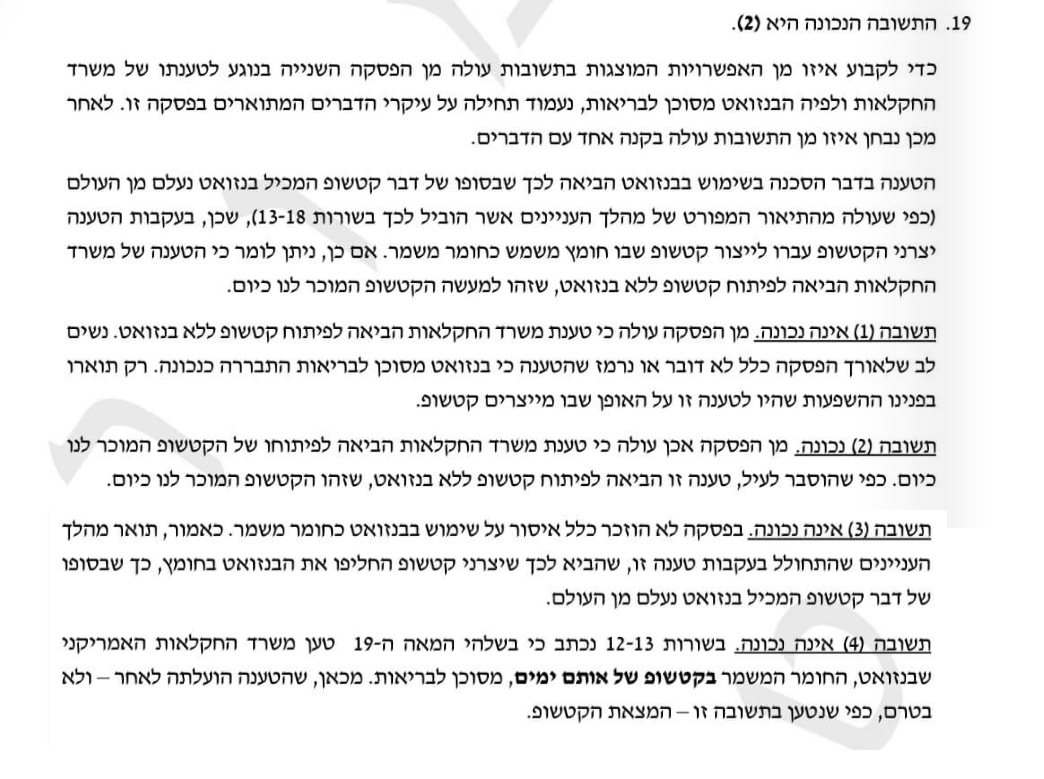 19. התשובה הנכונה היא (2).
כדי לקבוע איזו מן האפשרויות המוצגות בתשובות עולה מן הפסקה השנייה בנוגע לטענתו של משרד
החקלאות ולפיה הבנזואט מסוכן לבריאות, נעמוד תחילה על עיקרי הדברים המתוארים בפסקה זו. לאחר
מכן נבחן איזו מן התשובות עולה בקנה אחד עם הדברים.
הטענה בדבר הסכנה בשימוש בבנזואט הביאה לכך שבסופו של דבר קטשופ המכיל בנזואט נעלם מן העולם
(כפי שעולה מהתיאור המפורט של מהלך העניינים אשר הוביל לכך בשורות 13-18), שכן, בעקבות הטענה
יצרני הקטשופ עברו לייצור קטשופ שבו חומץ משמש כחומר משמר. אם כן, ניתן לומר כי הטענה של משרד
החקלאות הביאה לפיתוח קטשופ ללא בנזואט, שזהו למעשה הקטשופ המוכר לנו כיום.
תשובה (1) אינה נכונה. מן הפסקה עולה כי טענת משרד החקלאות הביאה לפיתוח קטשופ ללא בנזואט. נשים
לב שלאורך הפסקה כלל לא דובר או נרמז שהטענה כי בנזואט מסוכן לבריאות התבררה כנכונה. רק תוארו
בפנינו ההשפעות שהיו לטענה זו על האופן שבו מייצרים קטשופ.
תשובה (2) נכונה. מן הפסקה אכן עולה כי טענת משרד החקלאות הביאה לפיתוחו של הקטשופ המוכר לנו
כיום. כפי שהוסבר לעיל, טענה זו הביאה לפיתוח קטשופ ללא בנזואט, שזהו הקטשופ המוכר לנו כיום.
תשובה (3) אינה נכונה. בפסקה לא הוזכר כלל איסור על שימוש בבנזואט כחומר משמר. כאמור, תואר מהלך
העניינים שהתחולל בעקבות טענה זו, שהביא לכך שיצרני קטשופ החליפו את הבנזואט בחומץ, כך שבסופו
של דבר קטשופ המכיל בנזואט נעלם מן העולם.
תשובה (4) אינה נכונה. בשורות 12-13 נכתב כי בשלהי המאה ה-19 טען משרד החקלאות האמריקני
שבנזואט, החומר המשמר בקטשופ של אותם ימים, מסוכן לבריאות. מכאן, שהטענה הועלתה לאחר – ולא
בטרם, כפי שנטען בתשובה זו – המצאת הקטשופ.